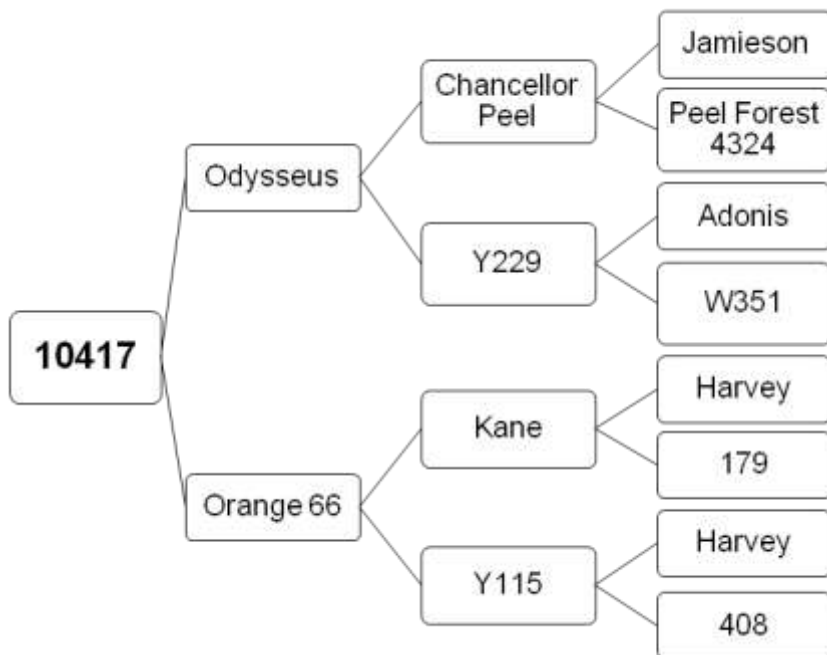 Jamieson
Chancellor
Peel
Peel Forest
4324
Odysseus
Adonis
Y229
W351
10417
Harvey
Kane
179
Orange 66
Harvey
Y115
408